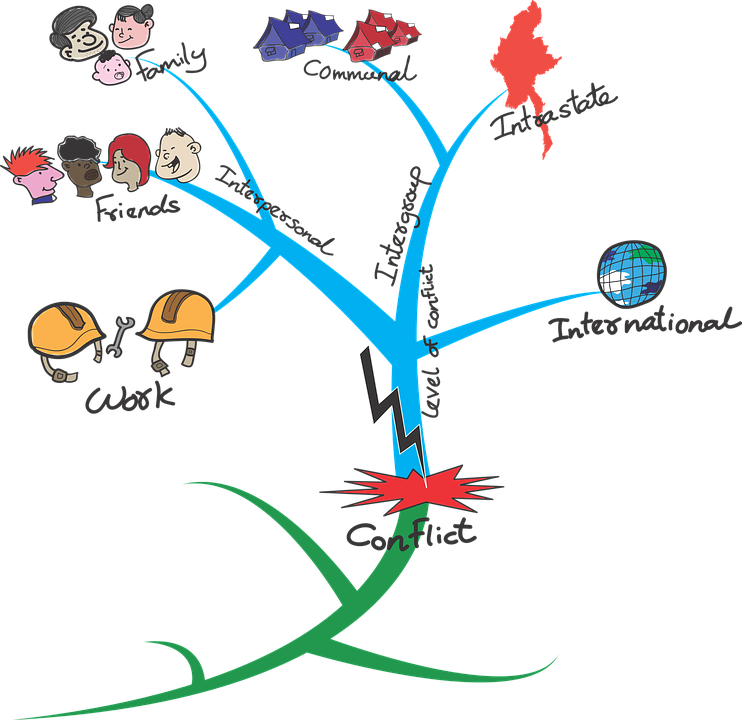 Family
Communal
Intrastate
Friends
Interpersonal
Intergroup
International
level of conflict
Work
Conflict